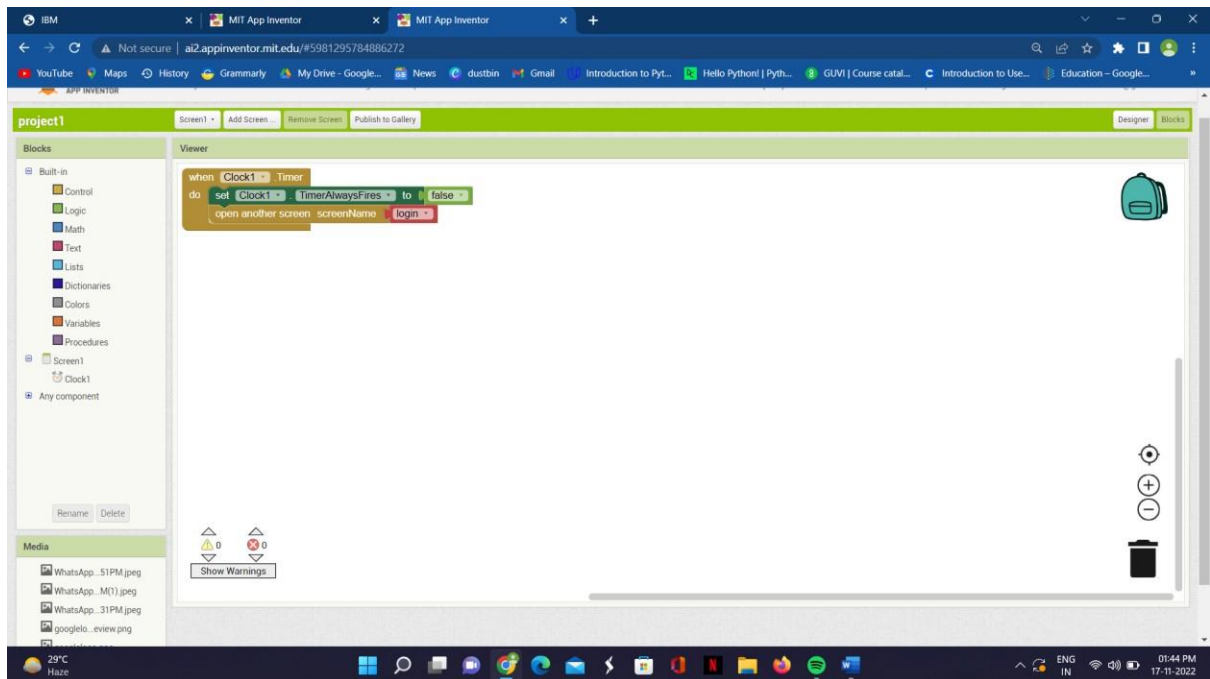 IBM
MIT App Inventor
MIT App Inventor
Not secure | ai2.appinventor.mit.edu/#5981295784886272
YouTube Maps History Grammarly My Drive - Google... News dustbin Gmail Introduction to Pyt... Hello Python! | Pyth... GUVI | Course catal... Introduction to Use... Education – Google... »
APP INVENTOR
project1 Screen1 Add Screen ... Remove Screen Publish to Gallery Designer Blocks
Blocks
Viewer
Built-in
Control
Logic
Math
Text
Lists
Dictionaries
Colors
Variables
Procedures
Screen1
Clock1
Any component
Rename Delete
Media
WhatsApp...51PM.jpeg
WhatsApp...M(1).jpeg
WhatsApp...31PM.jpeg
googlelo...eview.png
when Clock1 .Timer
do set Clock1 . TimerAlwaysFires to false
open another screen screenName login
0 0
Show Warnings
29°C
Haze
ENG
IN
01:44 PM
17-11-2022